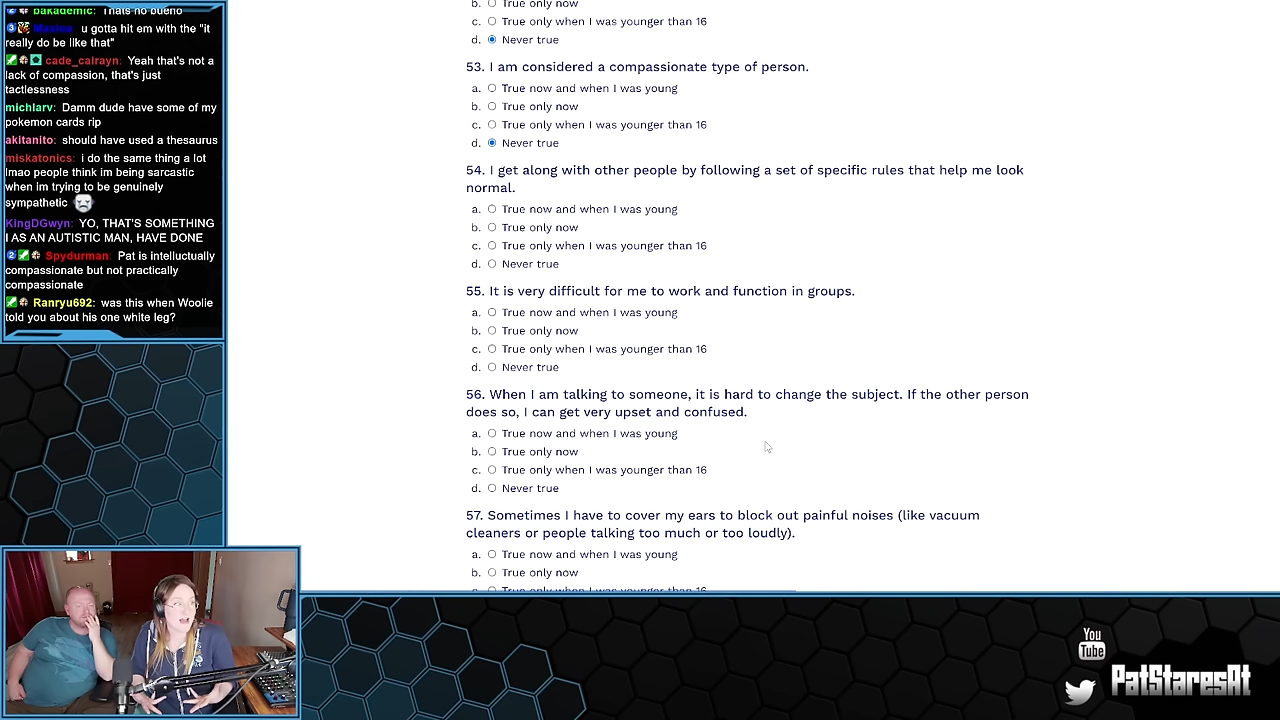 bakademic: Thats no bueno
u gotta hit em with the "it
really do be like that"
cade_cairayn: Yeah that's not a
lack of compassion, that's just
tactlessness
michlarv: Damm dude have some of my
pokemon cards rip
akitanito: should have used a thesaurus
miskatonics: i do the same thing a lot
lmao people think im being sarcastic
when im trying to be genuinely
sympathetic
KingDGwyn: YO, THAT'S SOMETHING
I AS AN AUTISTIC MAN, HAVE DONE
Spydurman: Pat is intelluctually
compassionate but not practically
compassionate
Ranryu692: was this when Woolie
told you about his one white leg?
b. True only now
c. True only when I was younger than 16
d. Never true
53. I am considered a compassionate type of person.
a. True now and when I was young
b. True only now
c. True only when I was younger than 16
d. Never true
54. I get along with other people by following a set of specific rules that help me look
normal.
a. True now and when I was young
b. True only now
c. True only when I was younger than 16
d. Never true
55. It is very difficult for me to work and function in groups.
a. True now and when I was young
b. True only now
c. True only when I was younger than 16
d. Never true
56. When I am talking to someone, it is hard to change the subject. If the other person
does so, I can get very upset and confused.
a. True now and when I was young
b. True only now
c. True only when I was younger than 16
d. Never true
57. Sometimes I have to cover my ears to block out painful noises (like vacuum
cleaners or people talking too much or too loudly).
a. True now and when I was young
b. True only now
c. True only when I was younger than 16
You
Tube
PatStaresAt